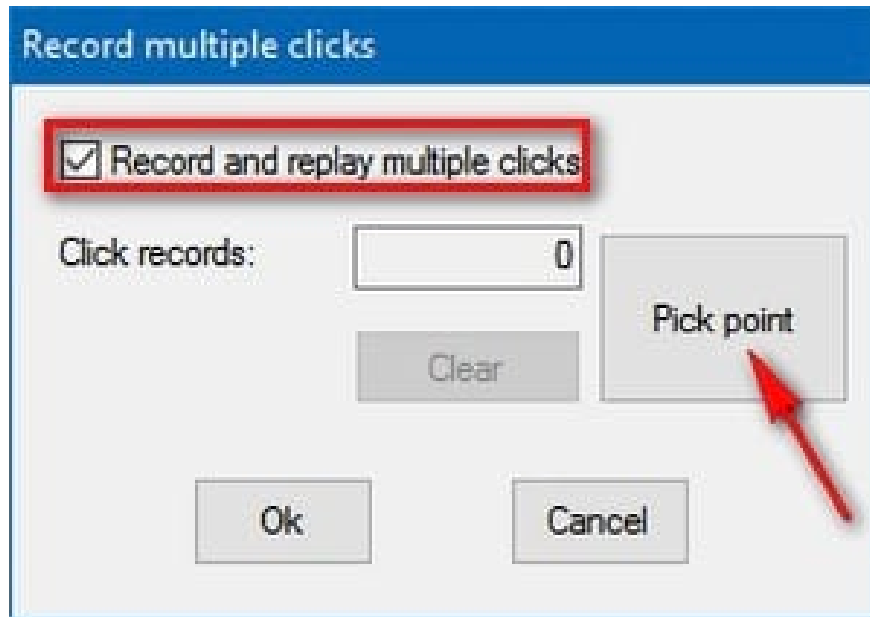 Record multiple clicks
Record and replay multiple clicks
Click records: 0
Pick point
Clear
Ok Cancel